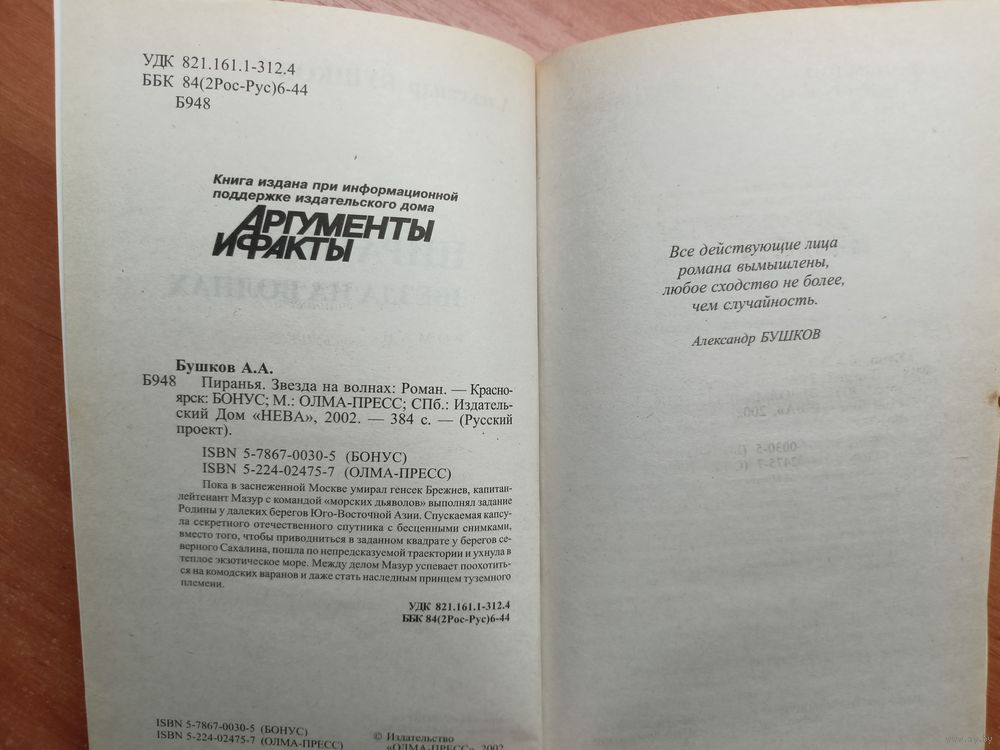 УДК 821.161.1-312.4
ББК 84(2Рос-Рус)6-44
Б948
Книга издана при информационной
поддержке издательского дома
АРГУМЕНТЫ
И ФАКТЫ
Бушков А.А.
Б948 Пиранья. Звезда на волнах: Роман. — Красно-
ярск: БОНУС; М.: ОЛМА-ПРЕСС; СПб.: Издатель-
ский Дом «НЕВА», 2002. — 384 с. — (Русский
проект).
ISBN 5-7867-0030-5 (БОНУС)
ISBN 5-224-02475-7 (ОЛМА-ПРЕСС)
Пока в заснеженной Москве умирал генсек Брежнев, капитан-
лейтенант Мазур с командой «морских дьяволов» выполнял задание
Родины у далеких берегов Юго-Восточной Азии. Спускаемая капсу-
ла секретного отечественного спутника с бесценными снимками,
вместо того, чтобы приводниться в заданном квадрате у берегов се-
верного Сахалина, пошла по непредсказуемой траектории и ухнула в
теплое экзотическое море. Между делом Мазур успевает поохотить-
ся на комодских варанов и даже стать наследным принцем туземного
племени.
УДК 821.161.1-312.4
ББК 84(2Рос-Рус)6-44
ISBN 5-7867-0030-5 (БОНУС)
ISBN 5-224-02475-7 (ОЛМА-ПРЕСС)
© Издательство
«ОЛМА-ПРЕСС», 2002
Все действующие лица
романа вымышлены,
любое сходство не более,
чем случайность.
Александр БУШКОВ